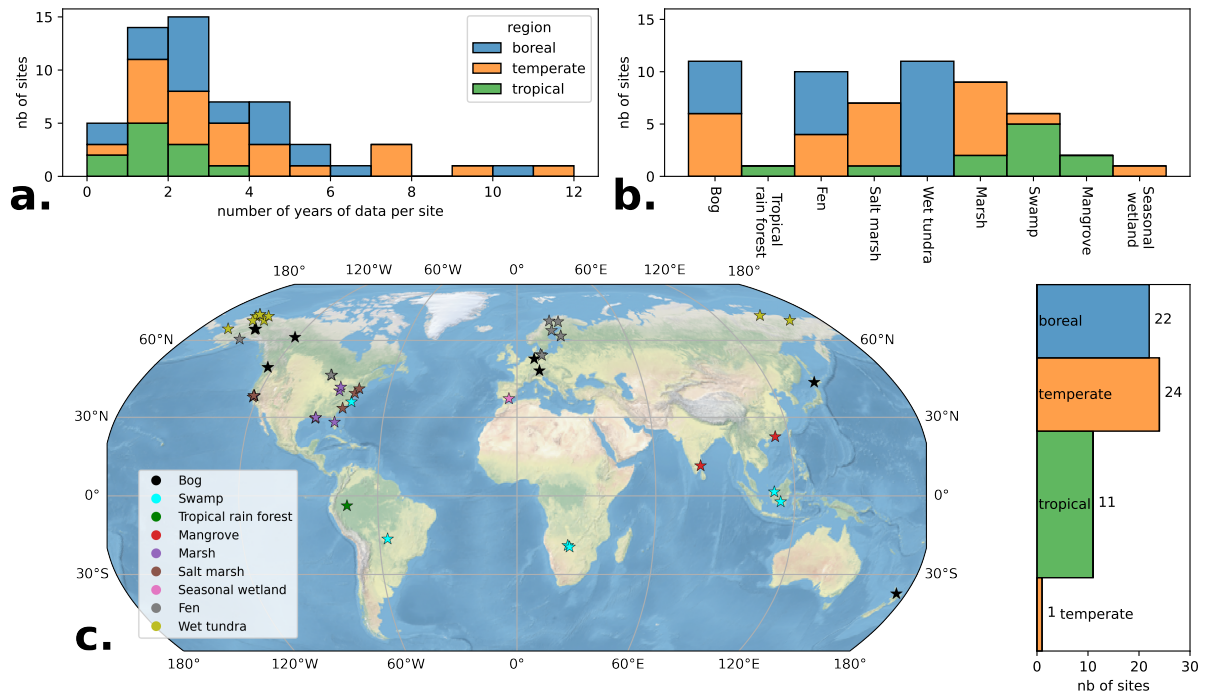 15
10
5
0
nb of sites
0
2
4
6
8
10
12
number of years of data per site
region
boreal
temperate
tropical
a.
15
10
5
0
nb of sites
Bog
Tropical
rain forest
Fen
Salt marsh
Wet tundra
Marsh
Swamp
Mangrove
Seasonal
wetland
b.
180°
120°W
60°W
0°
60°E
120°E
180°
60°N
60°N
30°N
30°N
0°
0°
30°S
30°S
180°
60°W
0°
60°E
120°E
180°
Bog
Swamp
Tropical rain forest
Mangrove
Marsh
Salt marsh
Seasonal wetland
Fen
Wet tundra
c.
boreal
22
temperate
24
tropical
11
1 temperate
0
10
20
30
nb of sites